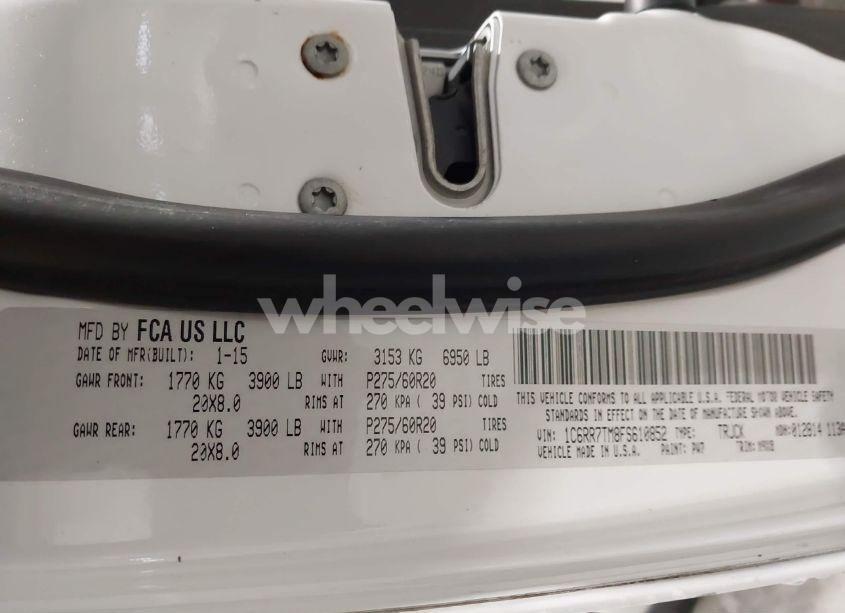 wheelwise
MFD BY FCA US LLC
DATE OF MFR(BUILT): 1-15 GVWR: 3153 KG 6950 LB
GAWR FRONT: 1770 KG 3900 LB WITH P275/60R20 TIRES
20X8.0 RIMS AT 270 KPA ( 39 PSI) COLD
GAWR REAR: 1770 KG 3900 LB WITH P275/60R20 TIRES
20X8.0 RIMS AT 270 KPA ( 39 PSI) COLD
THIS VEHICLE CONFORMS TO ALL APPLICABLE U.S.A. FEDERAL MOTOR VEHICLE SAFETY
STANDARDS IN EFFECT ON THE DATE OF MANUFACTURE SHOWN ABOVE.
VIN: 1C6RR7TM8FS610852 TYPE: TRUCK MDH: 012814 113A
VEHICLE MADE IN U.S.A. PAINT: PW7 TRIM: